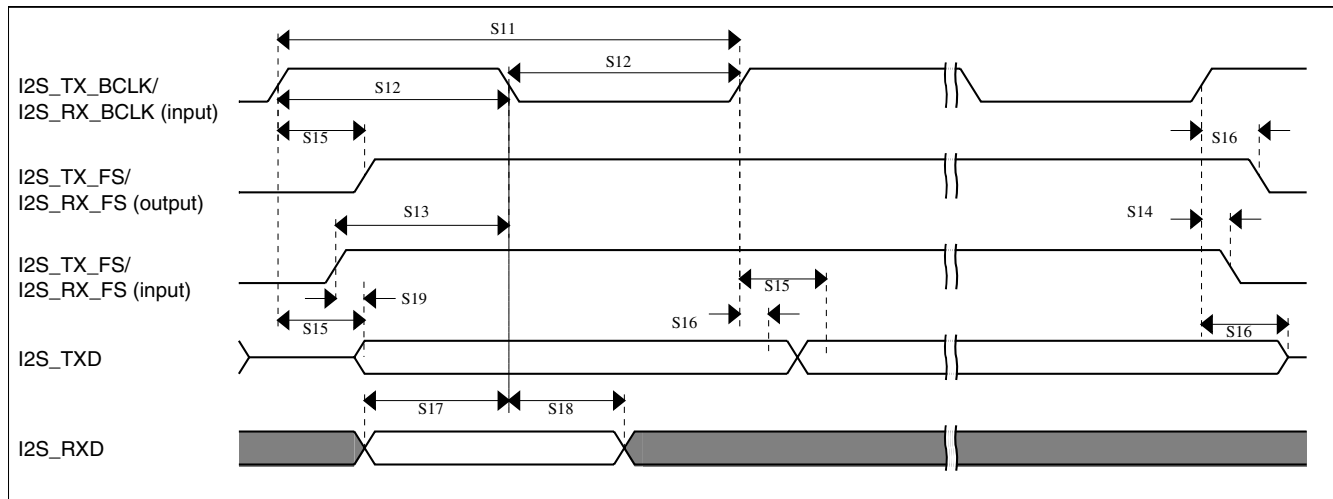 S11
I2S_TX_BCLK/
I2S_RX_BCLK (input)
S12
S12
S15
S16
I2S_TX_FS/
I2S_RX_FS (output)
S13
S14
I2S_TX_FS/
I2S_RX_FS (input)
S15
S19
S16
S15
S16
I2S_TXD
S17
S18
I2S_RXD